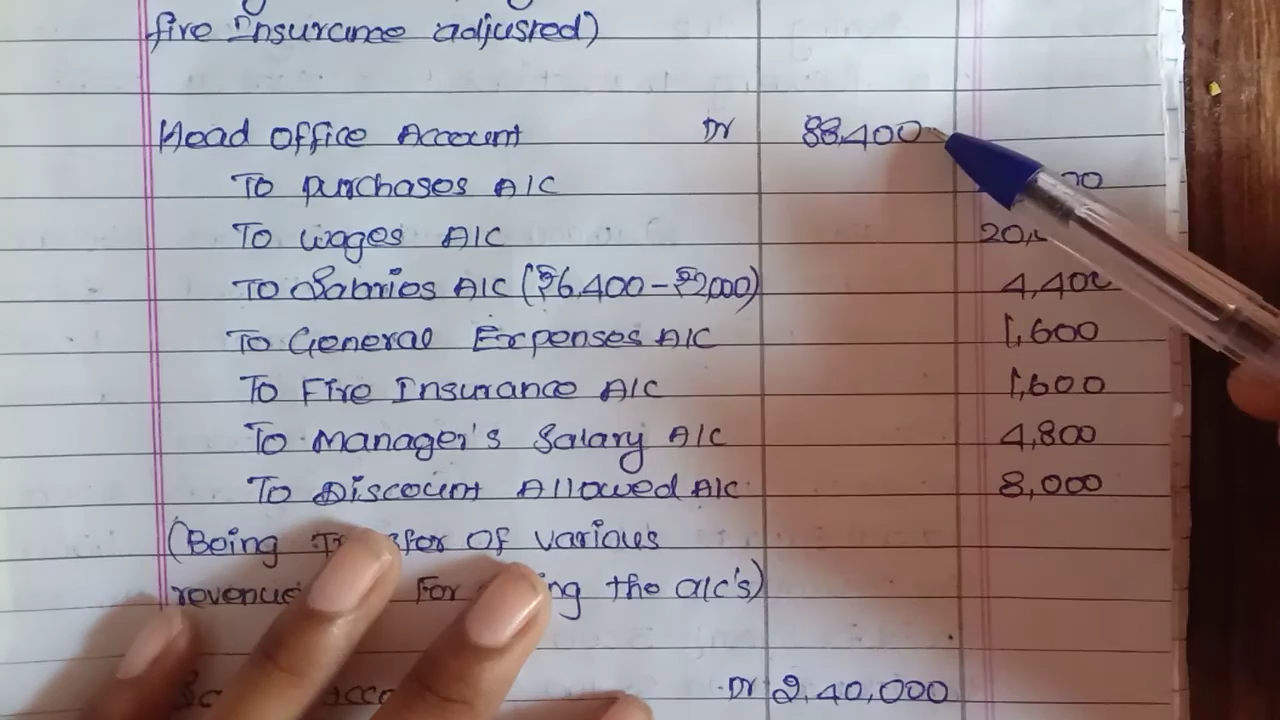 fire Insurance adjusred)
Head Office Account Dr 88,400
To purchases A/C
To wages A/C
To Salaries A/C (₹6,400 - ₹2,000) 4,400
To General Expenses A/C 1,600
To Fire Insurance A/C 1,600
To Manager's Salary A/C 4,800
To Discount Allowed A/C 8,000
(Being of various
revenue For the a/c's)
Dr 2,40,000